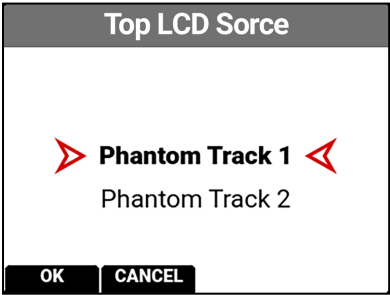 Top LCD Sorce
Phantom Track 1
Phantom Track 2
OK CANCEL